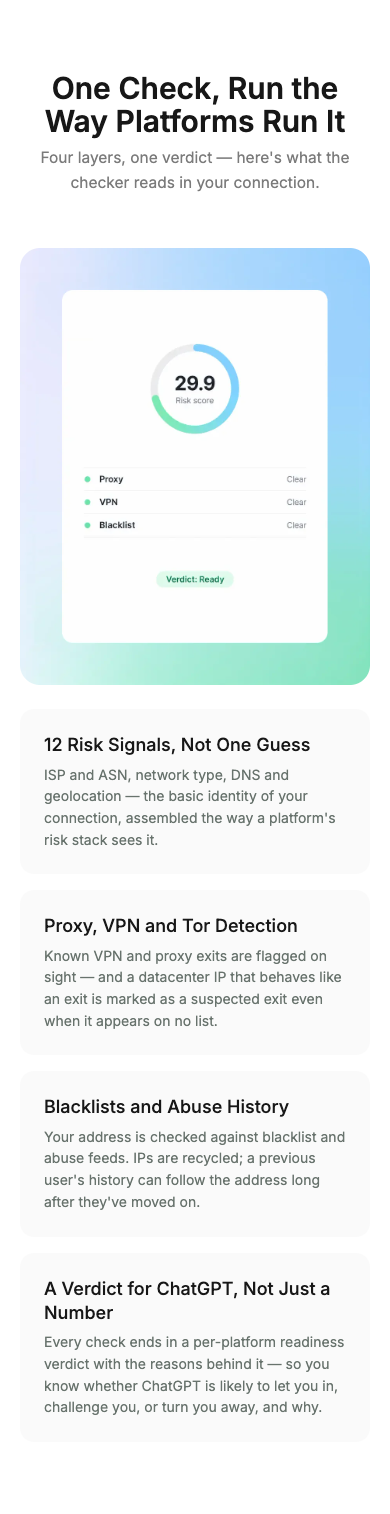 One Check, Run the
Way Platforms Run It
Four layers, one verdict — here's what the
checker reads in your connection.
29.9
Risk score
Proxy Clear
VPN Clear
Blacklist Clear
Verdict: Ready
12 Risk Signals, Not One Guess
ISP and ASN, network type, DNS and
geolocation — the basic identity of your
connection, assembled the way a platform's
risk stack sees it.
Proxy, VPN and Tor Detection
Known VPN and proxy exits are flagged on
sight — and a datacenter IP that behaves like
an exit is marked as a suspected exit even
when it appears on no list.
Blacklists and Abuse History
Your address is checked against blacklist and
abuse feeds. IPs are recycled; a previous
user's history can follow the address long
after they've moved on.
A Verdict for ChatGPT, Not Just a
Number
Every check ends in a per-platform readiness
verdict with the reasons behind it — so you
know whether ChatGPT is likely to let you in,
challenge you, or turn you away, and why.